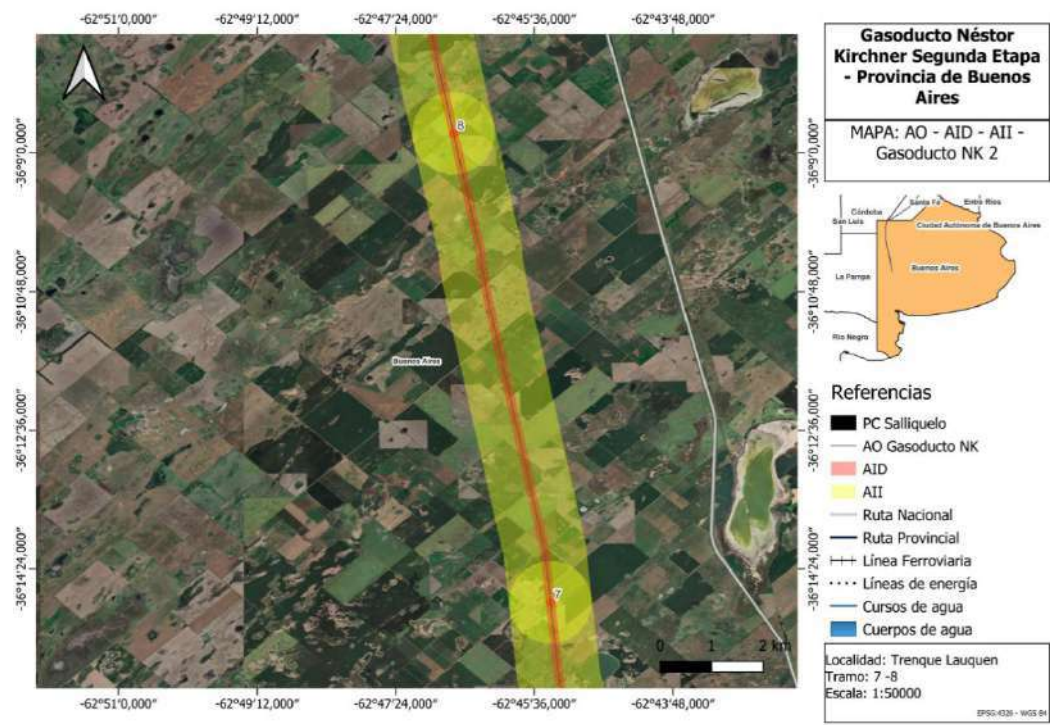 -62°51'0,000"
-62°49'12,000"
-62°47'24,000"
-62°45'36,000"
-62°43'48,000"
-36°9'0,000"
-36°10'48,000"
-36°12'36,000"
-36°14'24,000"
8
Buenos Aires
7
0 1 2 km
-36°9'0,000"
-36°10'48,000"
-36°12'36,000"
-36°14'24,000"
-62°51'0,000"
-62°49'12,000"
-62°47'24,000"
-62°45'36,000"
-62°43'48,000"
Gasoducto Néstor
Kirchner Segunda Etapa
- Provincia de Buenos
Aires
MAPA: AO - AID - AII -
Gasoducto NK 2
Santa Fe
Entre Ríos
Córdoba
San Luis
Ciudad Autónoma de Buenos Aires
La Pampa
Buenos Aires
Río Negro
Referencias
PC Salliquelo
AO Gasoducto NK
AID
AII
Ruta Nacional
Ruta Provincial
Línea Ferroviaria
Líneas de energía
Cursos de agua
Cuerpos de agua
Localidad: Trenque Lauquen
Tramo: 7 -8
Escala: 1:50000
EPSG:4326 - WGS 84